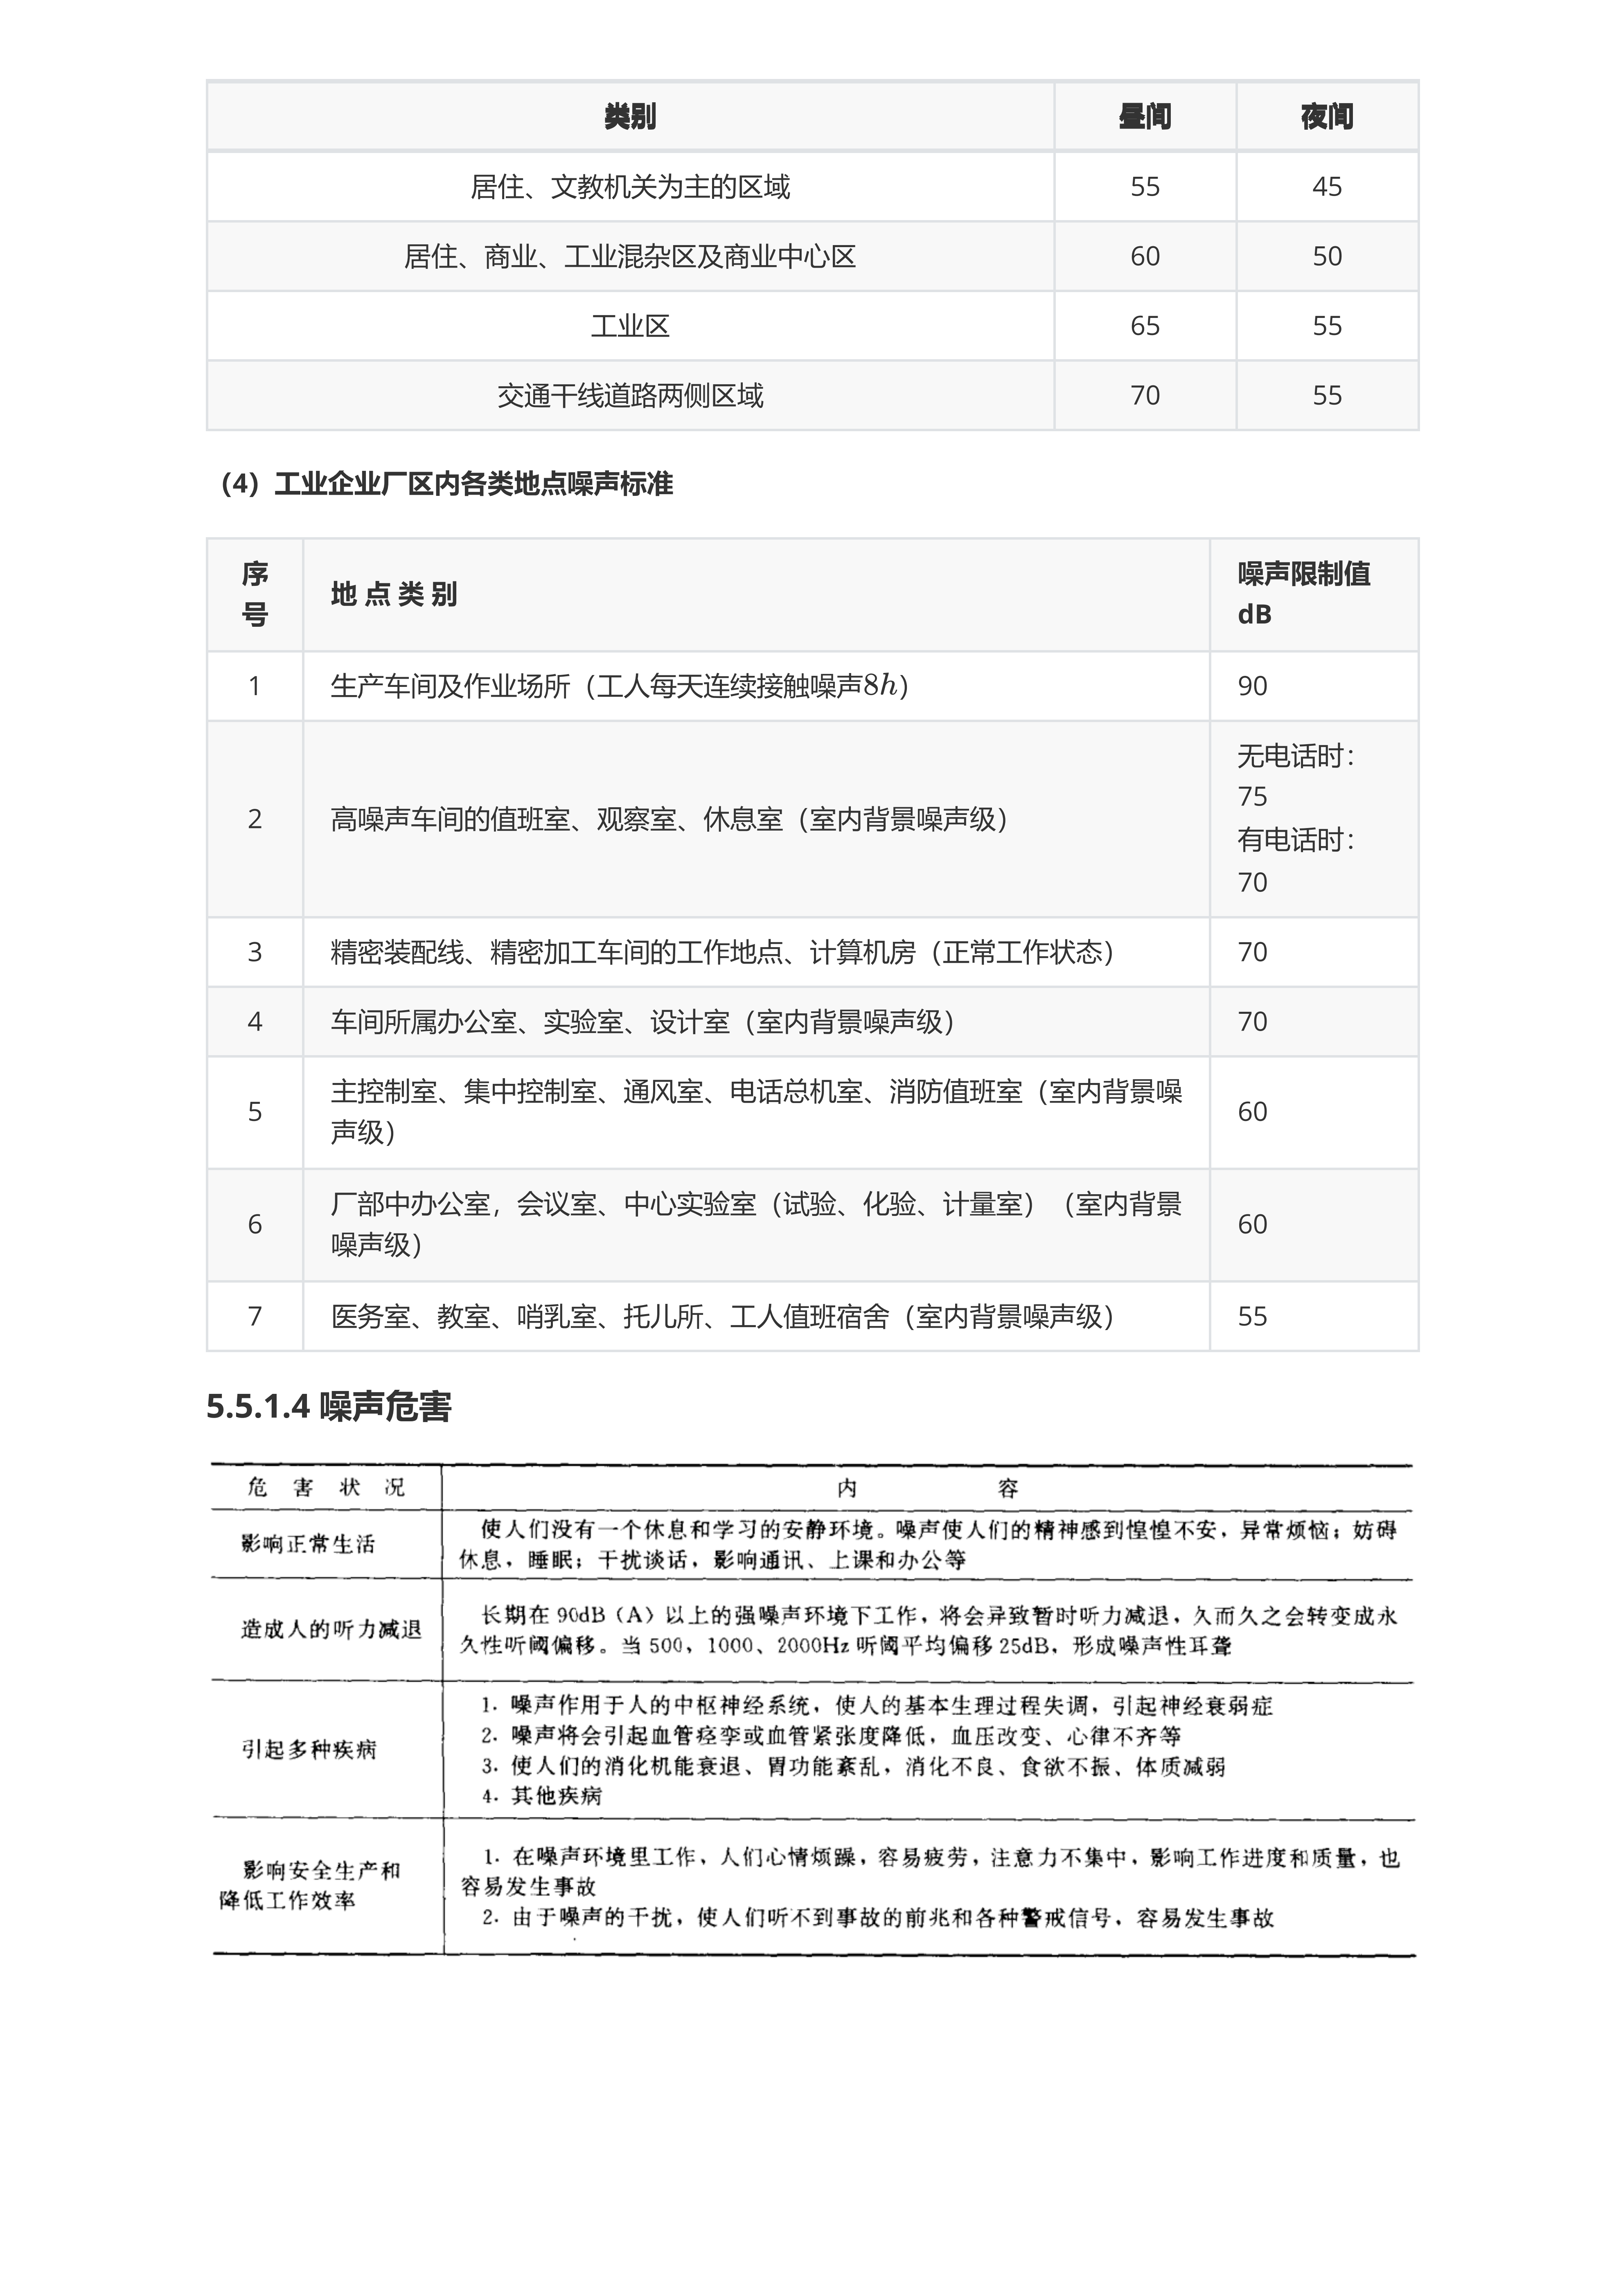 类别 昼间 夜间
居住、文教机关为主的区域 55 45
居住、商业、工业混杂区及商业中心区 60 50
工业区 65 55
交通干线道路两侧区域 70 55
（4）工业企业厂区内各类地点噪声标准
序号 地 点 类 别 噪声限制值 dB
1 生产车间及作业场所（工人每天连续接触噪声8h） 90
2 高噪声车间的值班室、观察室、休息室（室内背景噪声级） 无电话时：75 有电话时：70
3 精密装配线、精密加工车间的工作地点、计算机房（正常工作状态） 70
4 车间所属办公室、实验室、设计室（室内背景噪声级） 70
5 主控制室、集中控制室、通风室、电话总机室、消防值班室（室内背景噪
声级） 60
6 厂部中办公室，会议室、中心实验室（试验、化验、计量室）（室内背景
噪声级） 60
7 医务室、教室、哨乳室、托儿所、工人值班宿舍（室内背景噪声级） 55
5.5.1.4 噪声危害
危 害 状 况 内 容
影响正常生活
使人们没有一个休息和学习的安静环境。噪声使人们的精神感到惶惶不安，异常烦恼；妨碍
休息，睡眠；干扰谈话，影响通讯、上课和办公等
造成人的听力减退
长期在 90dB（A）以上的强噪声环境下工作，将会异致暂时听力减退，久而久之会转变成永
久性听阈偏移。当 500，1000、2000Hz 听阈平均偏移 25dB，形成噪声性耳聋
引起多种疾病
1. 噪声作用于人的中枢神经系统，使人的基本生理过程失调，引起神经衰弱症
2. 噪声将会引起血管痉挛或血管紧张度降低，血压改变、心律不齐等
3. 使人们的消化机能衰退、胃功能紊乱，消化不良、食欲不振、体质减弱
4. 其他疾病
影响安全生产和
降低工作效率
1. 在噪声环境里工作，人们心情烦躁，容易疲劳，注意力不集中，影响工作进度和质量，也
容易发生事故
2. 由于噪声的干扰，使人们听不到事故的前兆和各种警戒信号，容易发生事故